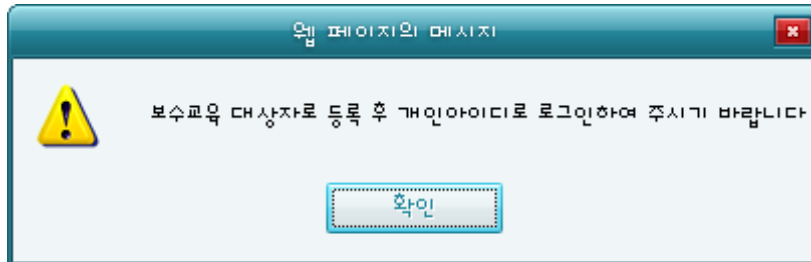 웹 페이지의 메시지
보수교육 대상자로 등록 후 개인아이디로 로그인하여 주시기 바랍니다
확인